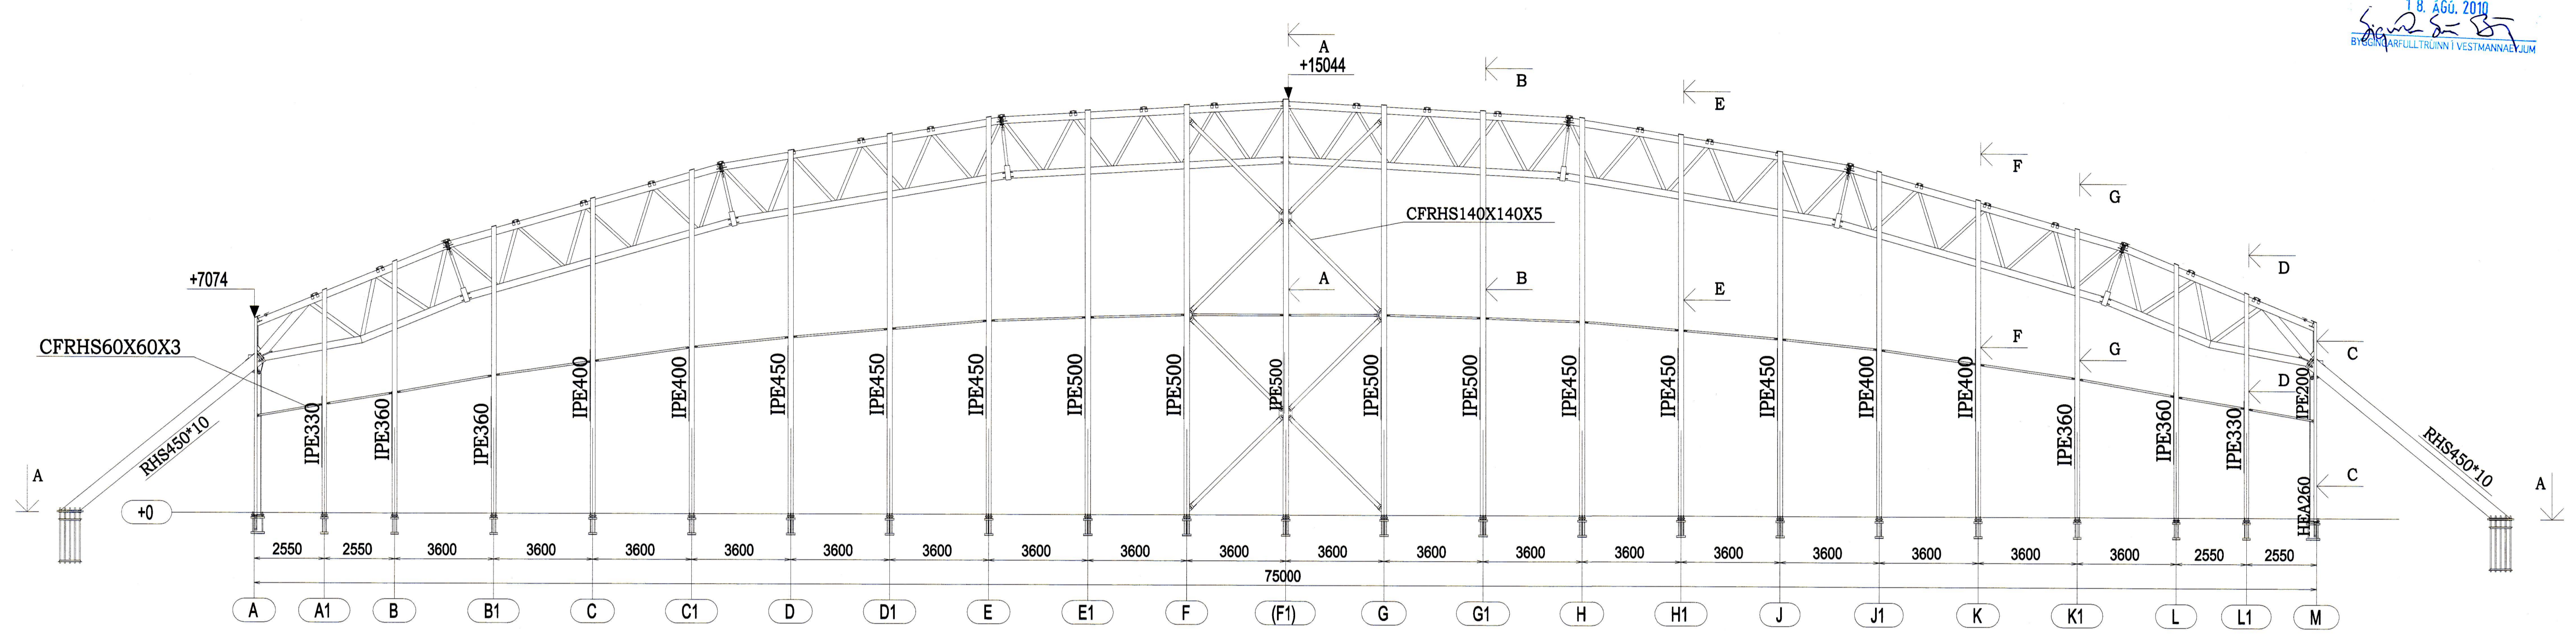 18. ÁGÚ. 2010
BYGGINGARFULLTRÚINN Í VESTMANNAEYJUM
A
+15044
B
E
F
G
CFRHS140X140X5
D
+7074
A
B
E
CFRHS60X60X3
F
G
C
D
RHS450*10
IPE330
IPE360
IPE360
IPE400
IPE400
IPE450
IPE450
IPE450
IPE500
IPE500
IPE500
IPE500
IPE500
IPE450
IPE450
IPE450
IPE400
IPE400
IPE360
IPE360
IPE330
IPE200
HEA260
RHS450*10
A
C
A
+0
2550 2550 3600 3600 3600 3600 3600 3600 3600 3600 3600 3600 3600 3600 3600 3600 3600 3600 3600 3600 2550 2550
75000
A A1 B B1 C C1 D D1 E E1 F (F1) G G1 H H1 J J1 K K1 L L1 M